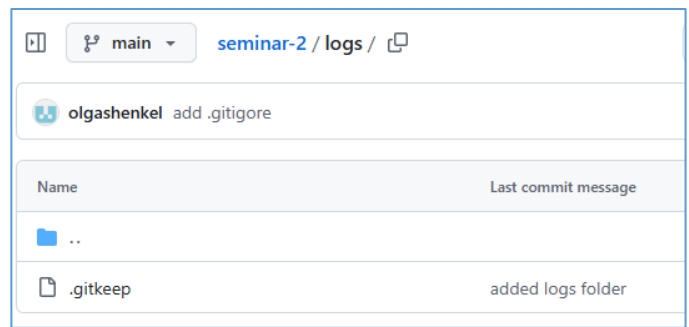 main seminar-2 / logs /
olgashenkel add .gitigore
Name Last commit message
..
.gitkeep added logs folder